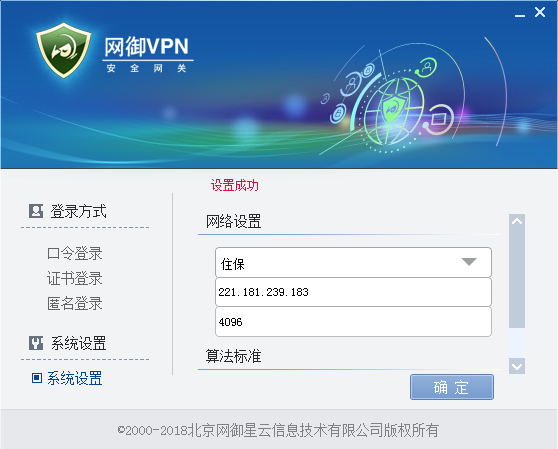 网御VPN
安全网关
设置成功
登录方式
口令登录
证书登录
匿名登录
系统设置
系统设置
网络设置
住保
221.181.239.183
4096
算法标准
确 定
©2000-2018北京网御星云信息技术有限公司版权所有